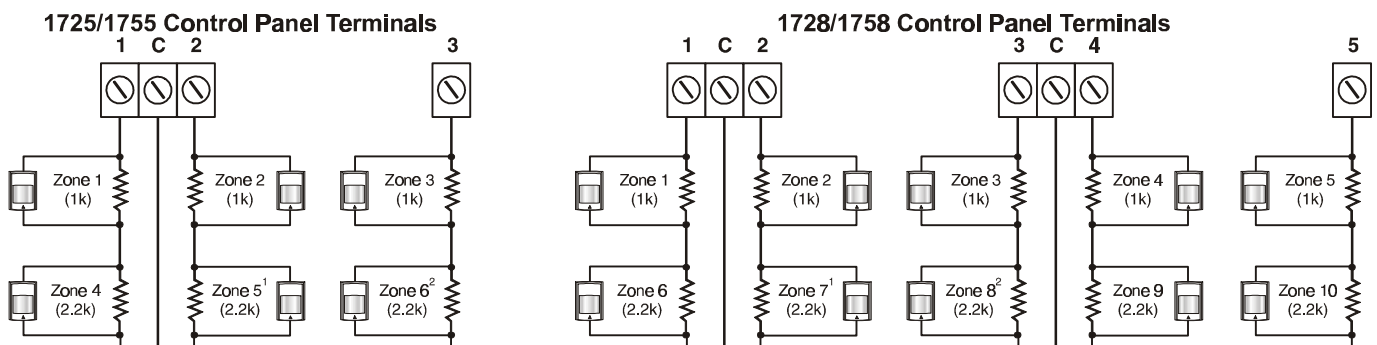 1725/1755 Control Panel Terminals
1 C 2 3
Zone 1
(1k)
Zone 2
(1k)
Zone 3
(1k)
Zone 4
(2.2k)
Zone 5¹
(2.2k)
Zone 6²
(2.2k)
1728/1758 Control Panel Terminals
1 C 2 3 C 4 5
Zone 1
(1k)
Zone 2
(1k)
Zone 3
(1k)
Zone 4
(1k)
Zone 5
(1k)
Zone 6
(2.2k)
Zone 7¹
(2.2k)
Zone 8²
(2.2k)
Zone 9
(2.2k)
Zone 10
(2.2k)